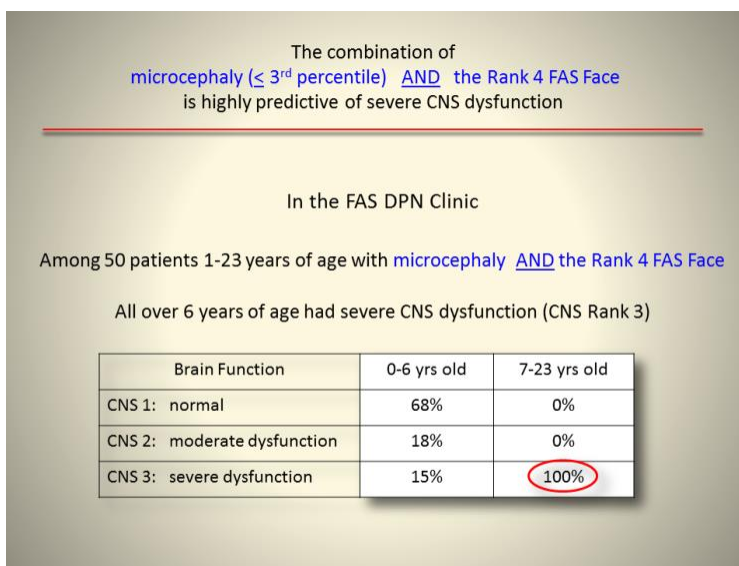 The combination of
microcephaly (≤ 3rd percentile) AND the Rank 4 FAS Face
is highly predictive of severe CNS dysfunction
In the FAS DPN Clinic
Among 50 patients 1-23 years of age with microcephaly AND the Rank 4 FAS Face
All over 6 years of age had severe CNS dysfunction (CNS Rank 3)
Brain Function 0-6 yrs old 7-23 yrs old
CNS 1: normal 68% 0%
CNS 2: moderate dysfunction 18% 0%
CNS 3: severe dysfunction 15% 100%